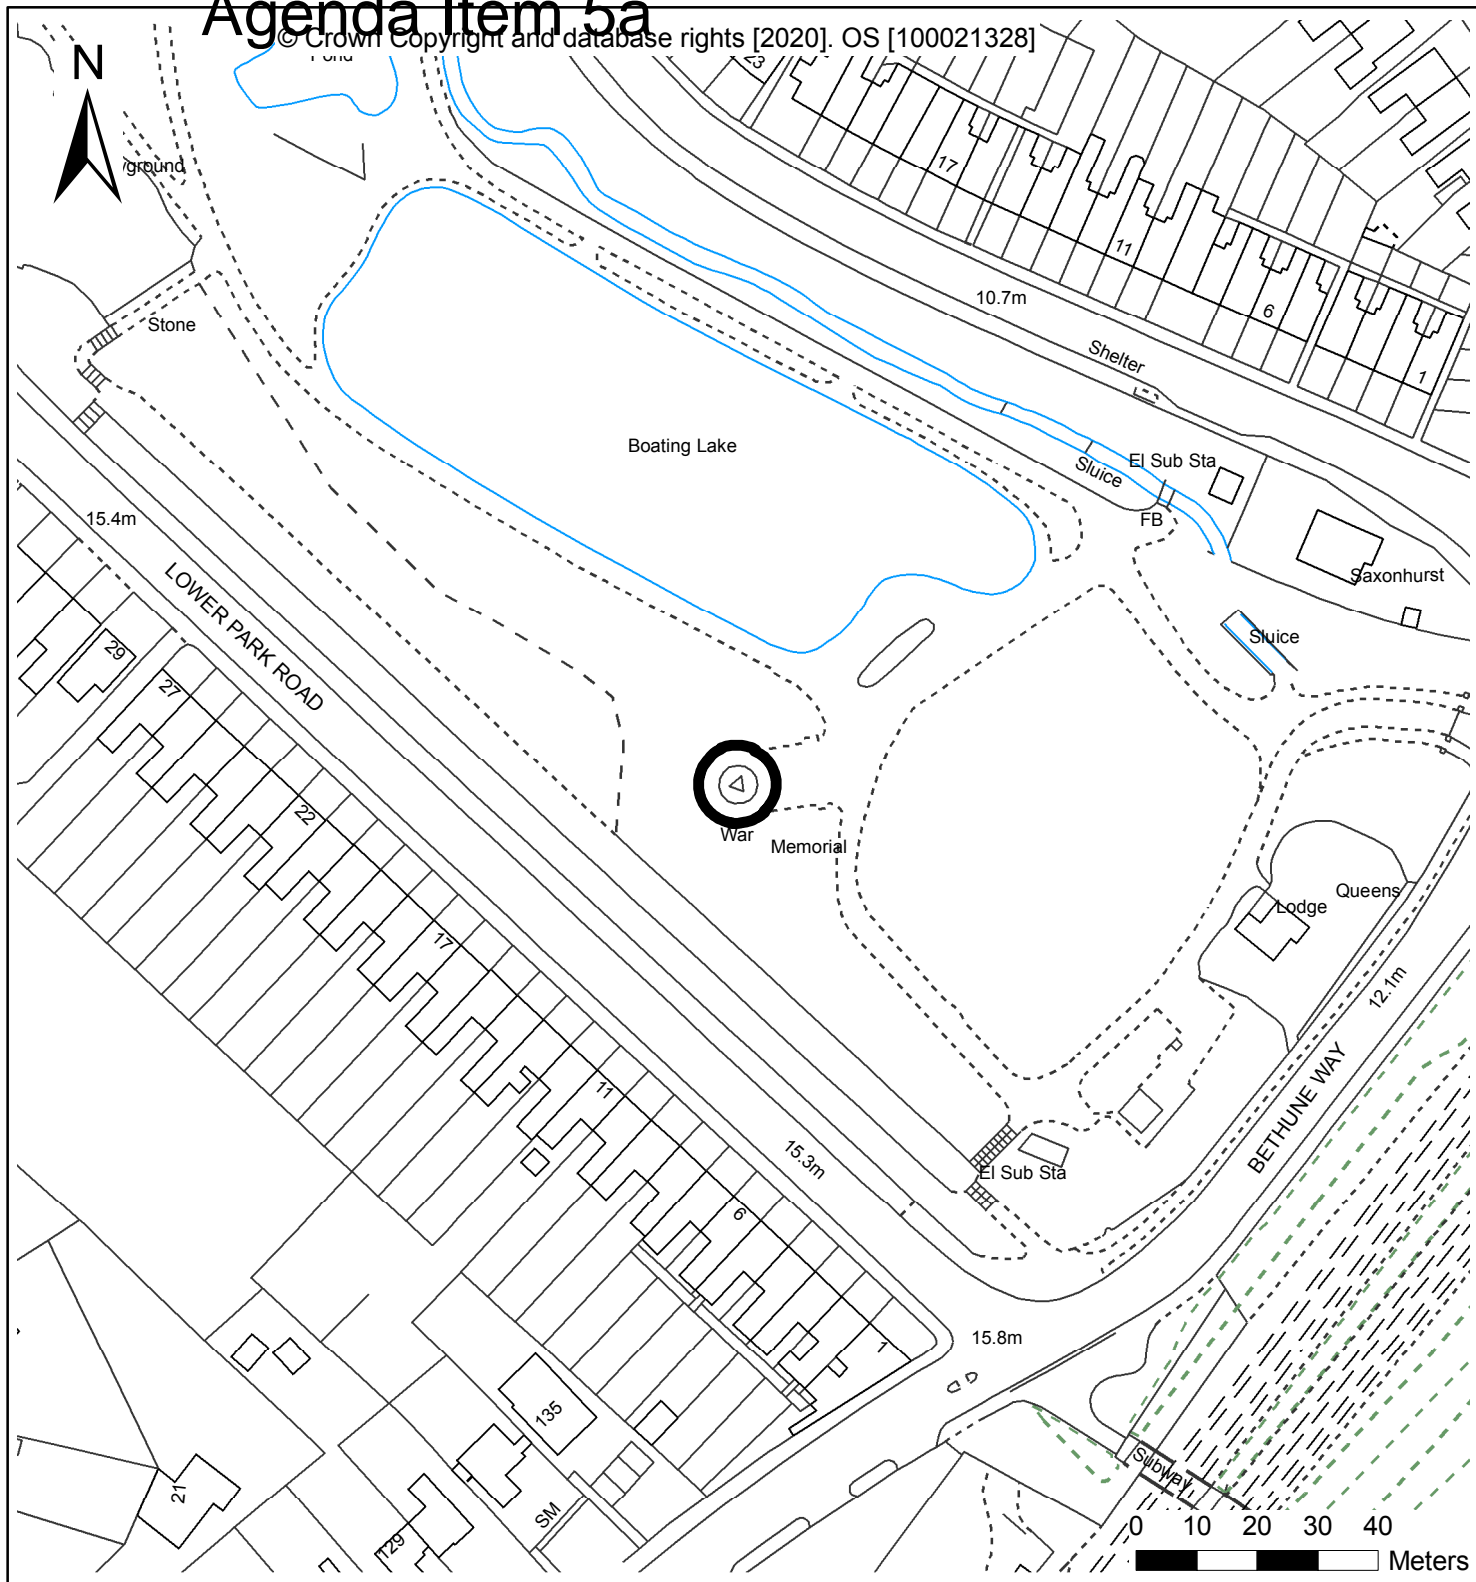 Agenda Item 5a
© Crown Copyright and database rights [2020]. OS [100021328]
N
Pond
yground
23
17
11
6
1
10.7m
Shelter
Stone
Boating Lake
Sluice
El Sub Sta
FB
Saxonhurst
15.4m
LOWER PARK ROAD
Sluice
29
27
22
17
11
6
1
War
Memorial
Queens
Lodge
12.1m
BETHUNE WAY
15.3m
El Sub Sta
15.8m
135
21
129
SM
Subway
0 10 20 30 40
Meters